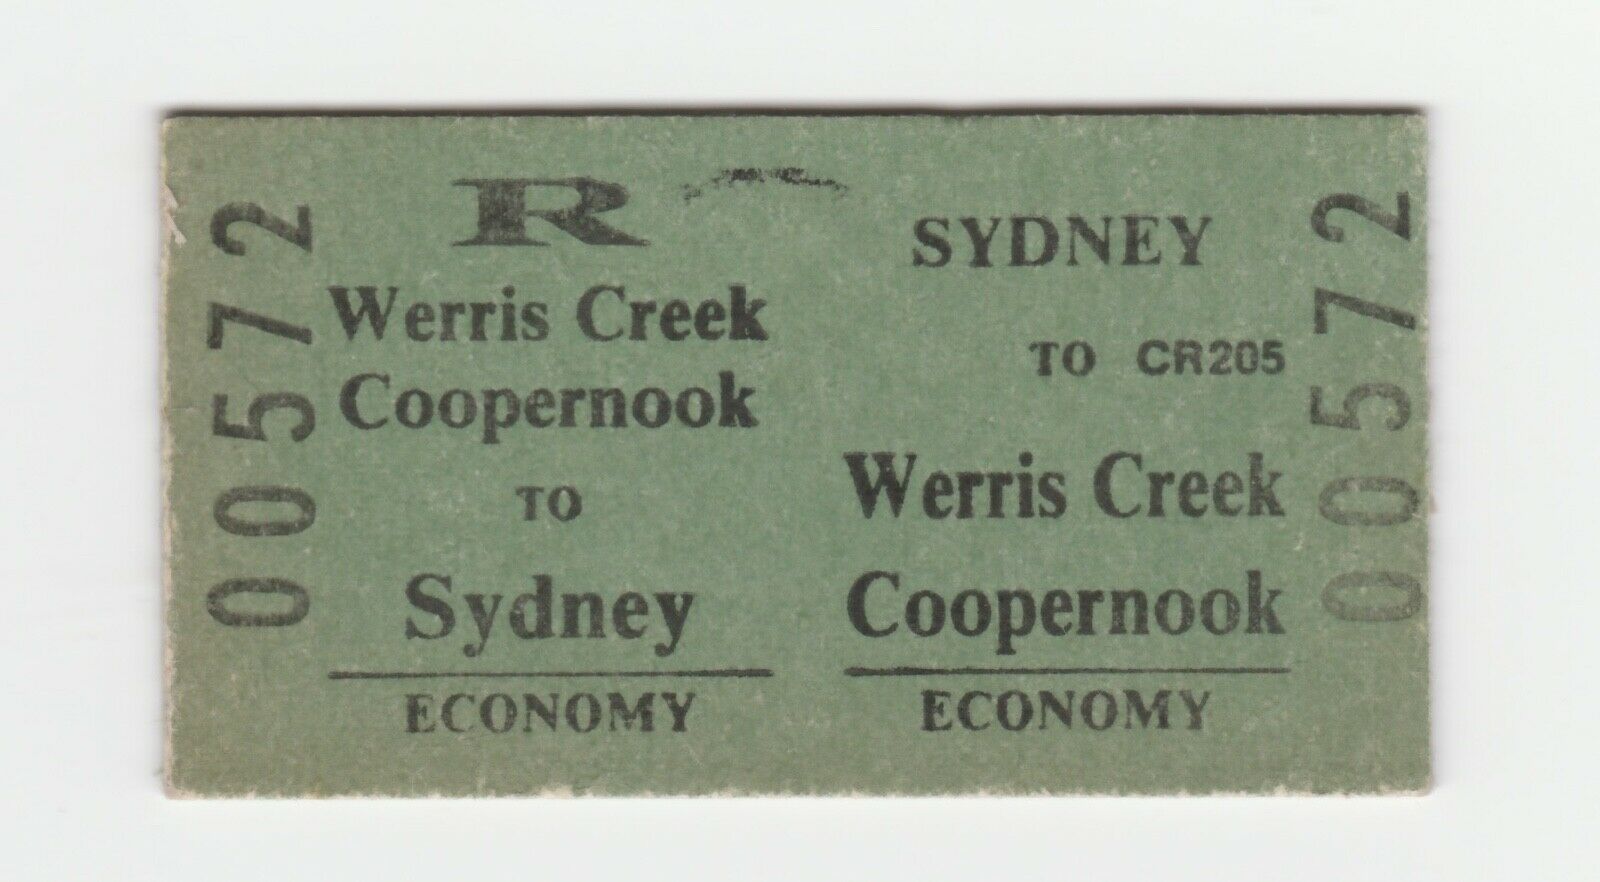 00572
R
Werris Creek
Coopernook
TO
Sydney
ECONOMY
SYDNEY
TO CR205
Werris Creek
Coopernook
ECONOMY
00572